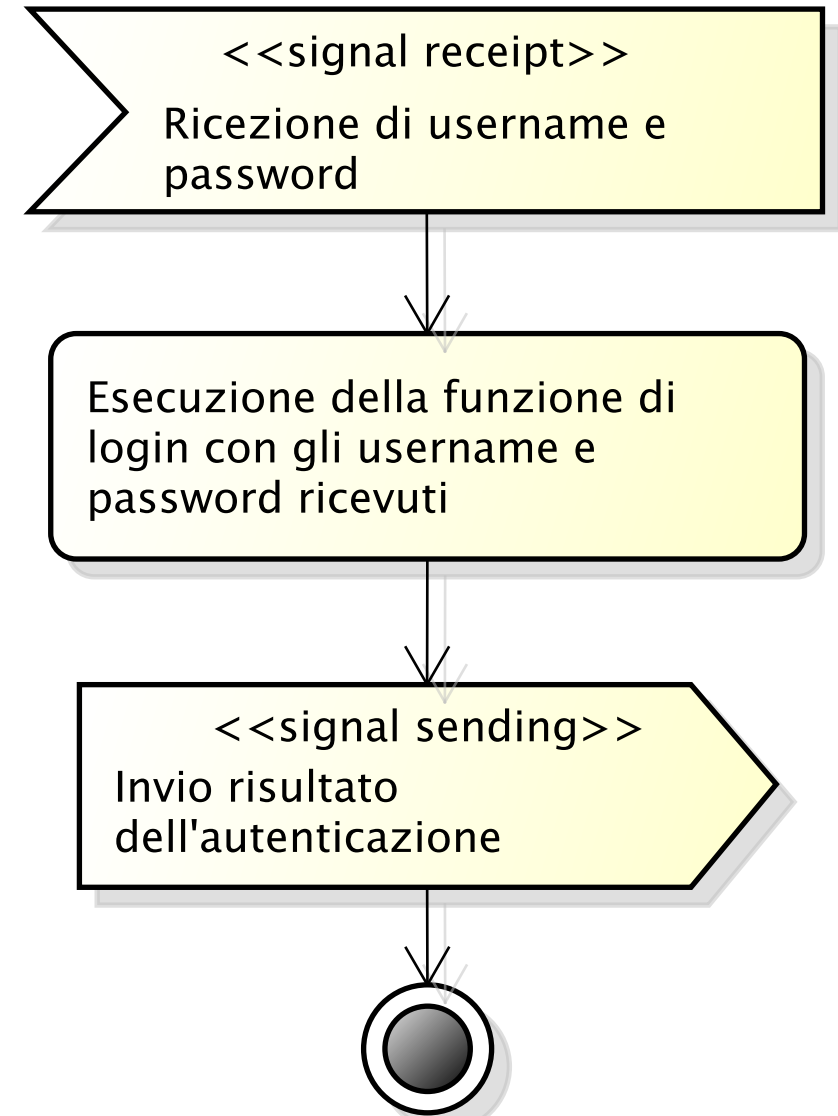 <<signal receipt>>
Ricezione di username e
password
Esecuzione della funzione di
login con gli username e
password ricevuti
<<signal sending>>
Invio risultato
dell'autenticazione